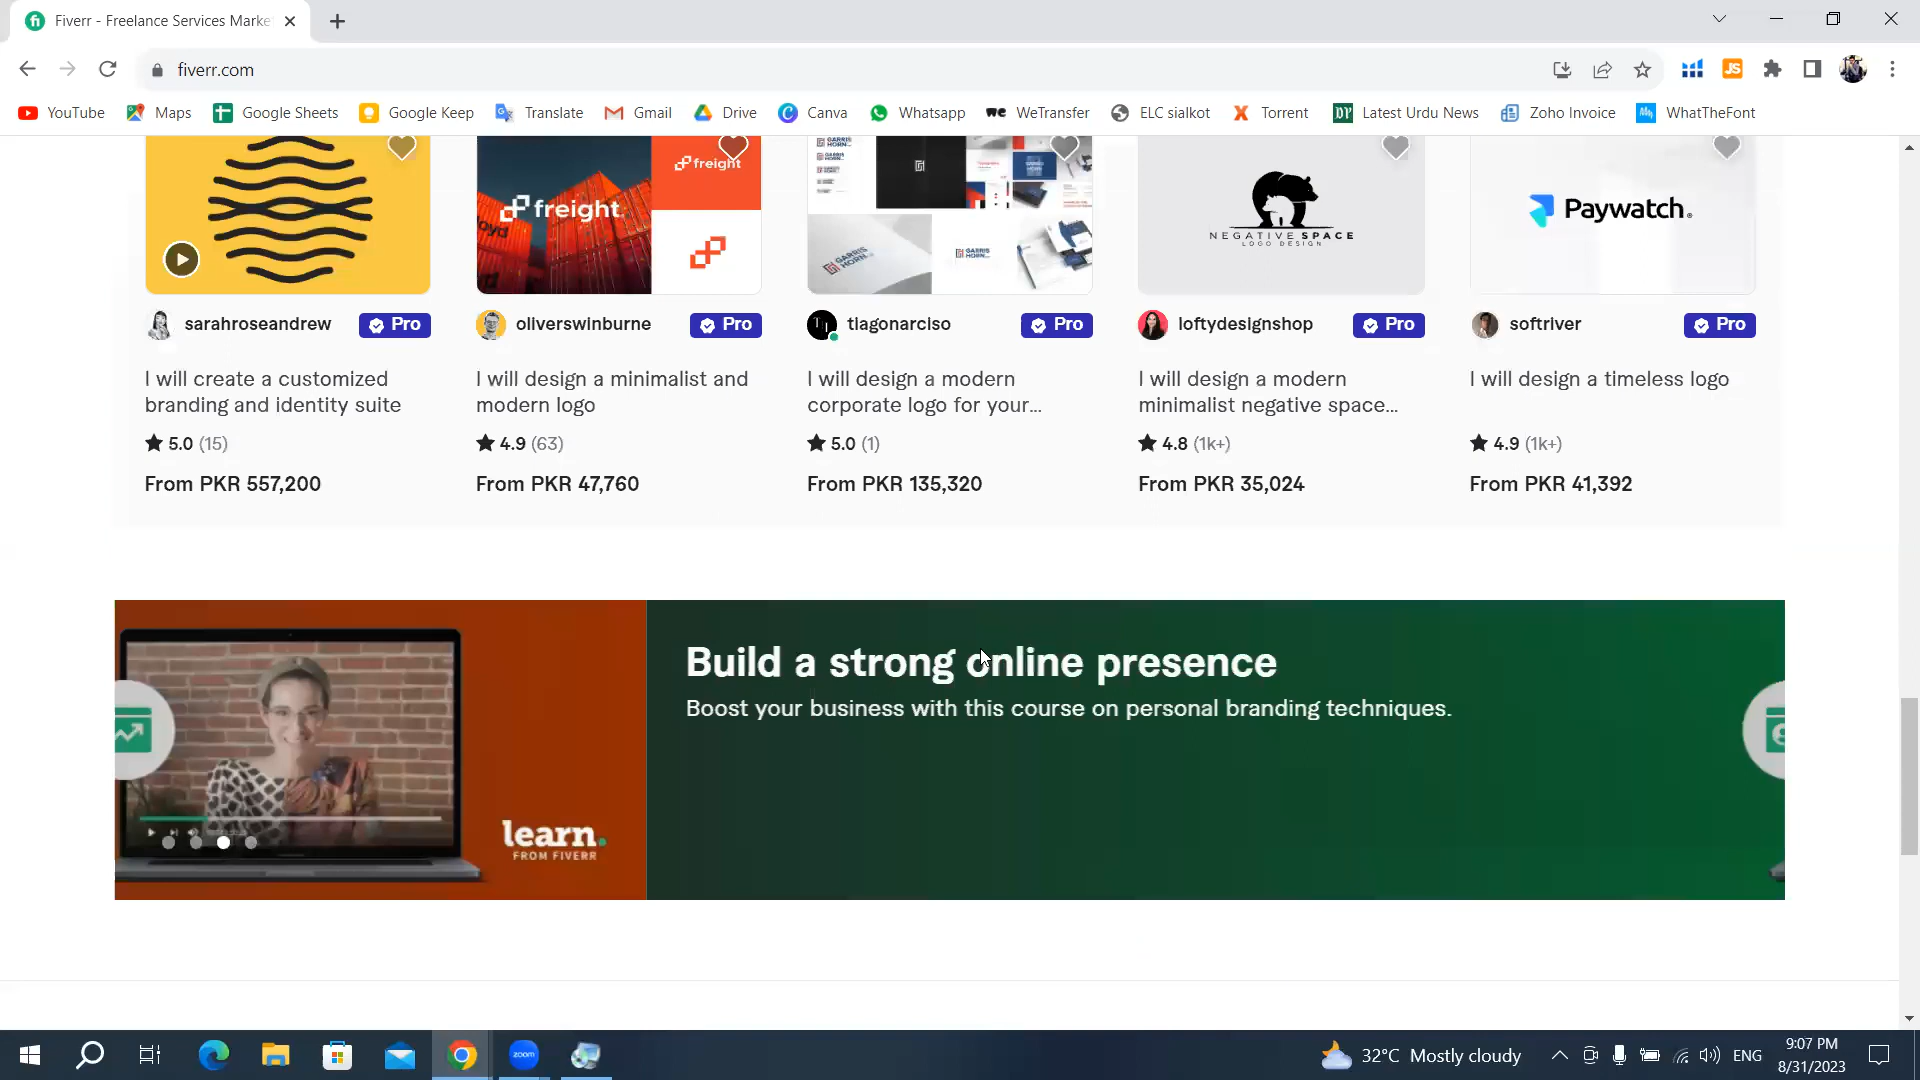 Fiverr - Freelance Services Marke
fiverr.com
YouTube Maps Google Sheets Google Keep Translate Gmail Drive Canva Whatsapp WeTransfer ELC sialkot Torrent Latest Urdu News Zoho Invoice WhatTheFont
freight.
freight
GARRIS HORN
NEGATIVE SPACE
LOGO DESIGN
Paywatch.
sarahroseandrew Pro
oliverswinburne Pro
tiagonarciso Pro
loftydesignshop Pro
softriver Pro
I will create a customized
branding and identity suite
I will design a minimalist and
modern logo
I will design a modern
corporate logo for your...
I will design a modern
minimalist negative space...
I will design a timeless logo
5.0 (15)
4.9 (63)
5.0 (1)
4.8 (1k+)
4.9 (1k+)
From PKR 557,200
From PKR 47,760
From PKR 135,320
From PKR 35,024
From PKR 41,392
Build a strong online presence
Boost your business with this course on personal branding techniques.
learn.
FROM FIVERR
zoom
32°C Mostly cloudy
ENG
9:07 PM
8/31/2023